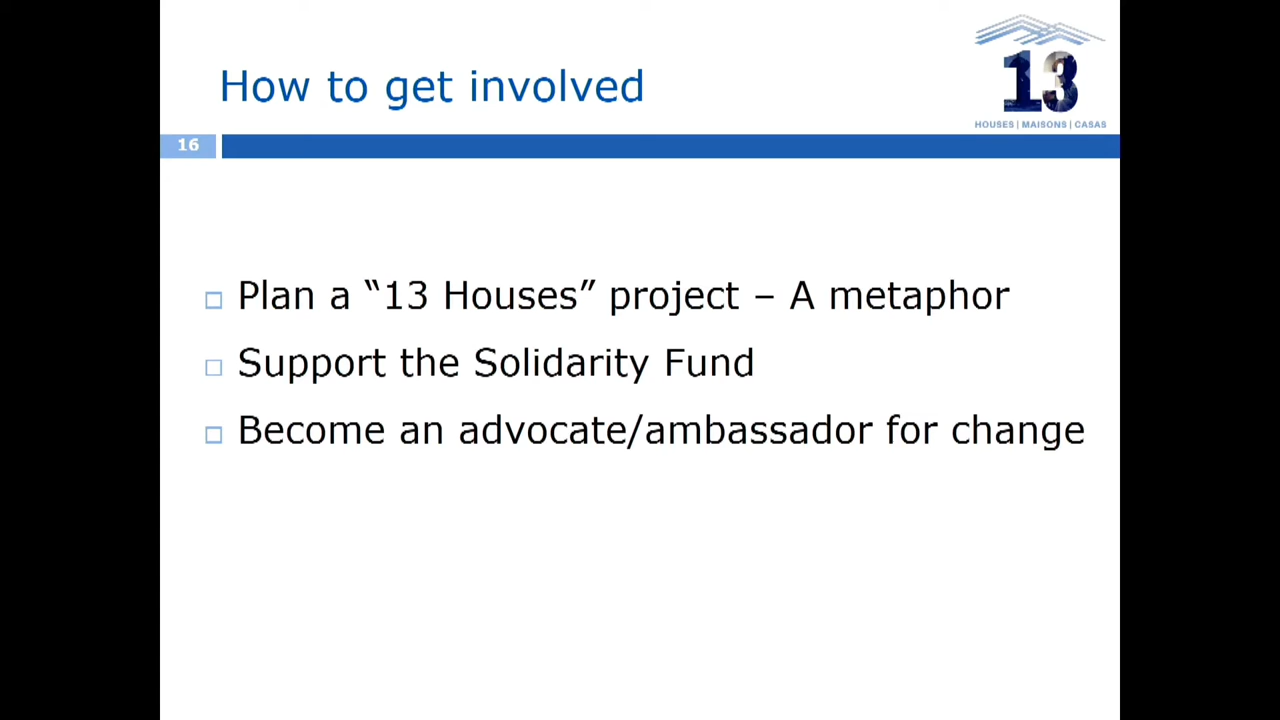 How to get involved
13
HOUSES | MAISONS | CASAS
16
Plan a “13 Houses” project – A metaphor
Support the Solidarity Fund
Become an advocate/ambassador for change